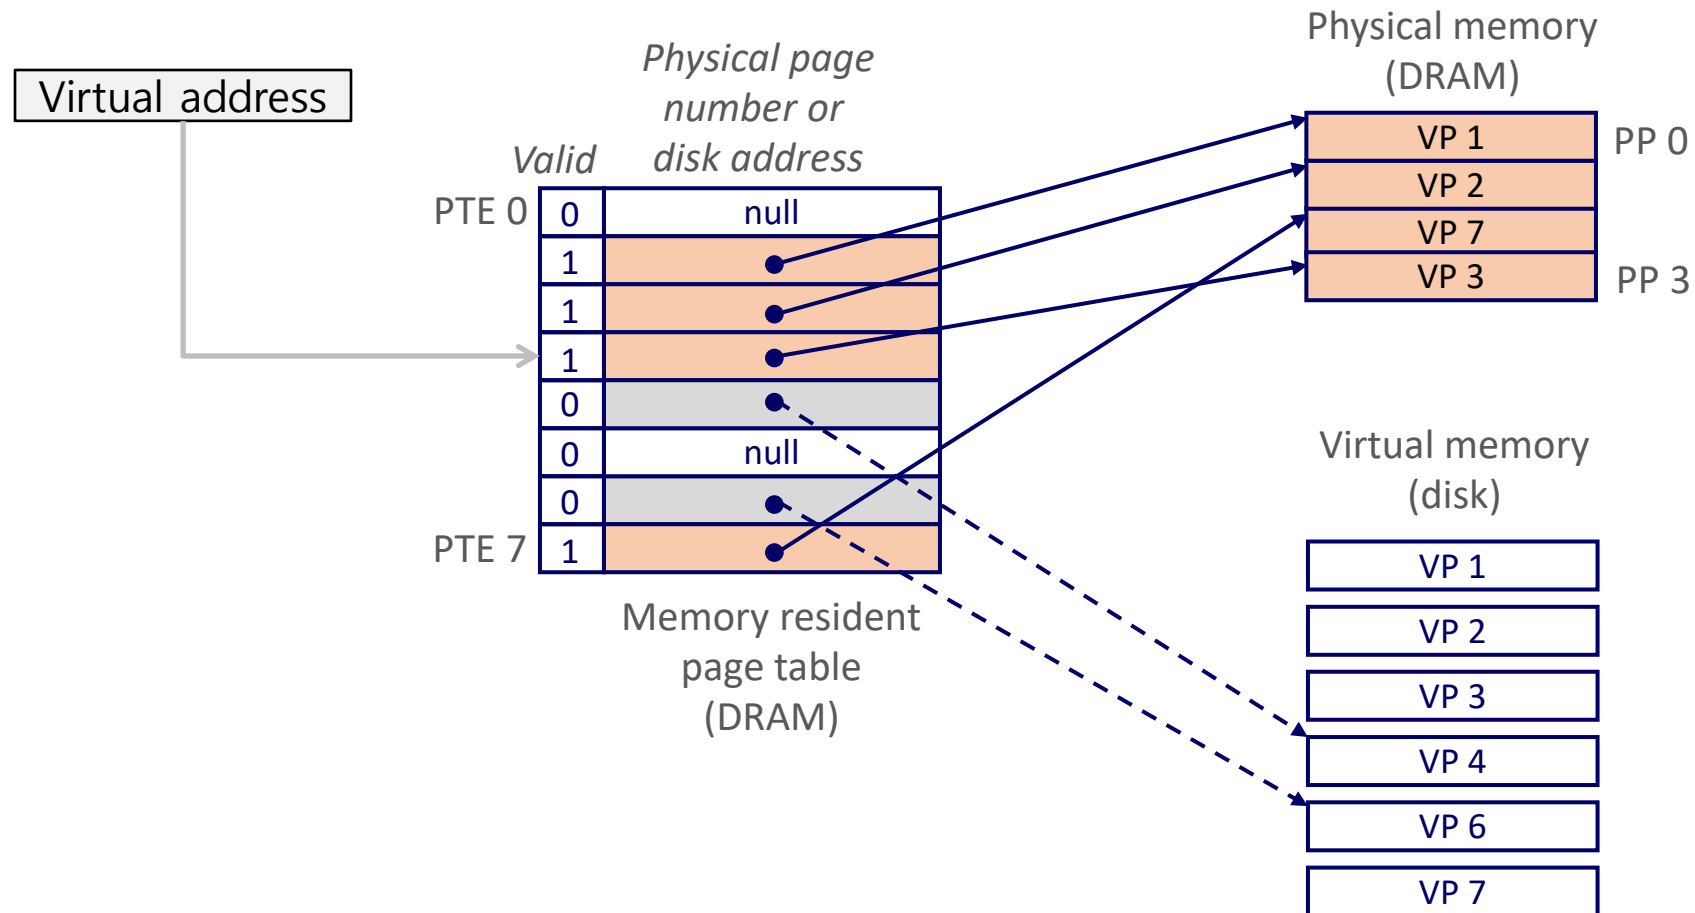 Virtual address
Physical page
number or
disk address
Valid
PTE 0
0
null
1
1
1
0
0
null
0
PTE 7
1
Memory resident
page table
(DRAM)
Physical memory
(DRAM)
VP 1
PP 0
VP 2
VP 7
VP 3
PP 3
Virtual memory
(disk)
VP 1
VP 2
VP 3
VP 4
VP 6
VP 7